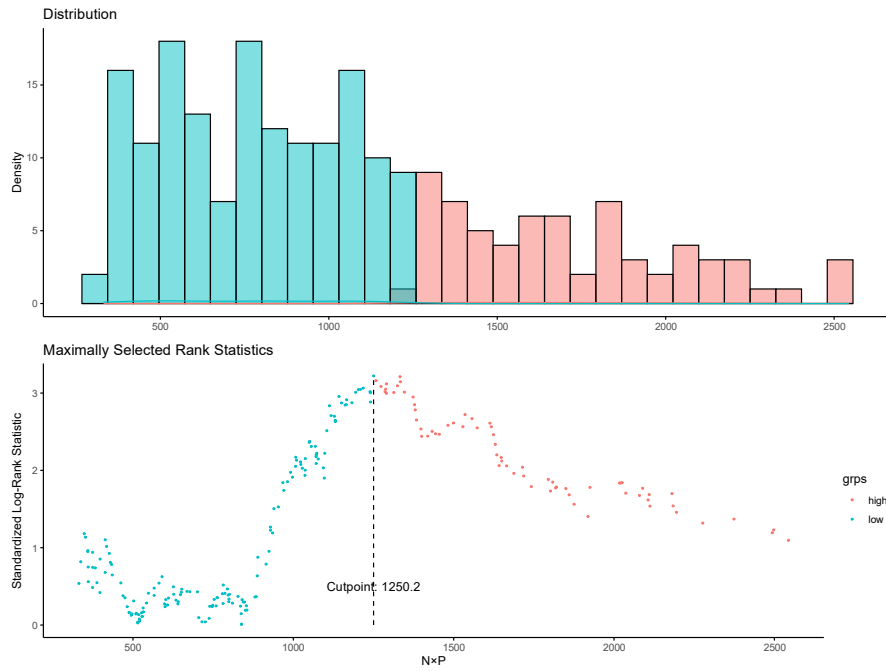 Distribution
Density
15
10
5
0
500 1000 1500 2000 2500
Maximally Selected Rank Statistics
Standardized Log-Rank Statistic
3
2
1
0
Cutpoint: 1250.2
500 1000 1500 2000 2500
N×P
grps
high
low